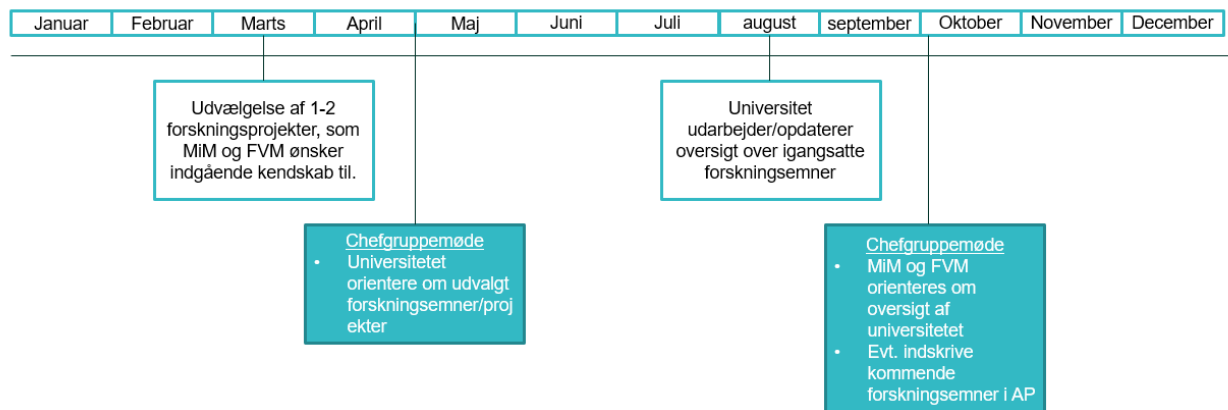 Januar Februar Marts April Maj Juni Juli august september Oktober November December
Udvælgelse af 1-2
forskningsprojekter, som
MiM og FVM ønsker
indgående kendskab til.
Universitet
udarbejder/opdaterer
oversigt over igangsatte
forskningsemner
Chefgruppemøde
• Universitetet
orientere om udvalgt
forskningsemner/proj
ekter
Chefgruppemøde
• MiM og FVM
orienteres om
oversigt af
universitetet
• Evt. indskrive
kommende
forskningsemner i AP